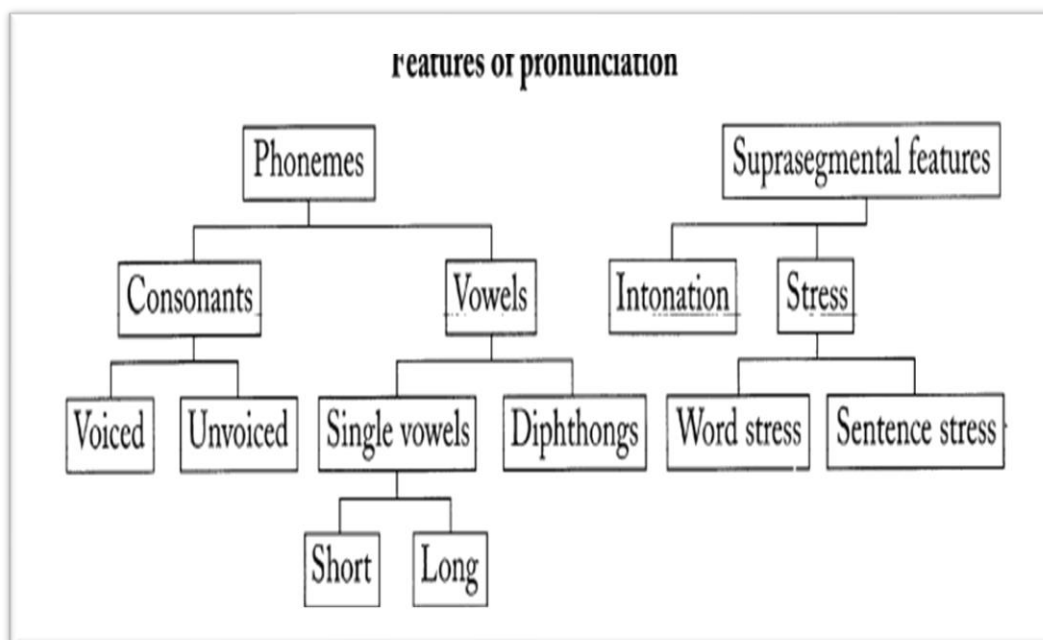 Features of pronunciation
Phonemes
Suprasegmental features
Consonants
Vowels
Intonation
Stress
Voiced
Unvoiced
Single vowels
Diphthongs
Word stress
Sentence stress
Short
Long